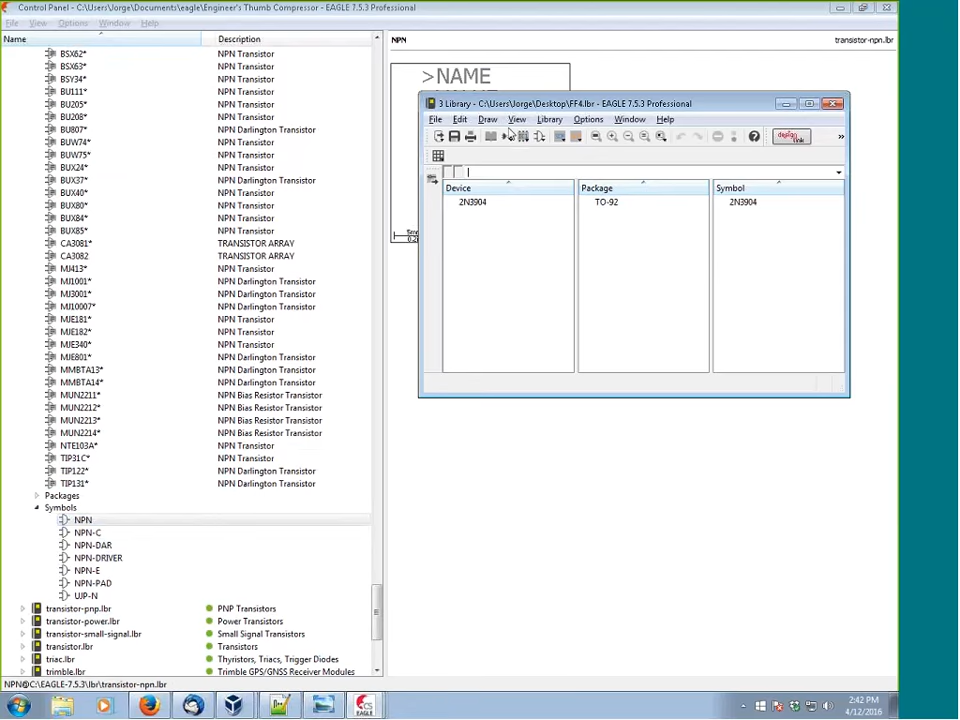 Control Panel - C:\Users\Jorge\Documents\eagle\Engineer's Thumb Compressor - EAGLE 7.5.3 Professional
File View Options Window Help
Name Description
BSX62* NPN Transistor
BSX63* NPN Transistor
BSY34* NPN Transistor
BU111* NPN Transistor
BU205* NPN Transistor
BU208* NPN Transistor
BU807* NPN Darlington Transistor
BUW74* NPN Transistor
BUW75* NPN Transistor
BUX24* NPN Transistor
BUX37* NPN Darlington Transistor
BUX40* NPN Transistor
BUX80* NPN Transistor
BUX84* NPN Transistor
BUX85* NPN Transistor
CA3081* TRANSISTOR ARRAY
CA3082 TRANSISTOR ARRAY
MJ413* NPN Transistor
MJ1001* NPN Darlington Transistor
MJ3001* NPN Darlington Transistor
MJ10007* NPN Darlington Transistor
MJE181* NPN Transistor
MJE182* NPN Transistor
MJE340* NPN Transistor
MJE801* NPN Darlington Transistor
MMBTA13* NPN Darlington Transistor
MMBTA14* NPN Darlington Transistor
MUN2211* NPN Bias Resistor Transistor
MUN2212* NPN Bias Resistor Transistor
MUN2213* NPN Bias Resistor Transistor
MUN2214* NPN Bias Resistor Transistor
NTE103A* NPN Transistor
TIP31C* NPN Transistor
TIP122* NPN Darlington Transistor
TIP131* NPN Darlington Transistor
Packages
Symbols
NPN
NPN-C
NPN-DAR
NPN-DRIVER
NPN-E
NPN-PAD
UJP-N
transistor-pnp.lbr PNP Transistors
transistor-power.lbr Power Transistors
transistor-small-signal.lbr Small Signal Transistors
transistor.lbr Transistors
triac.lbr Thyristors, Triacs, Trigger Diodes
trimble.lbr Trimble GPS/GNSS Receiver Modules
NPN@C:\EAGLE-7.5.3\lbr\transistor-npn.lbr
NPN transistor-npn.lbr
>NAME
5mm
3 Library - C:\Users\Jorge\Desktop\FF4.lbr - EAGLE 7.5.3 Professional
File Edit Draw View Library Options Window Help
design link
Device Package Symbol
2N3904 TO-92 2N3904
CS
EAGLE
2:42 PM
4/12/2016